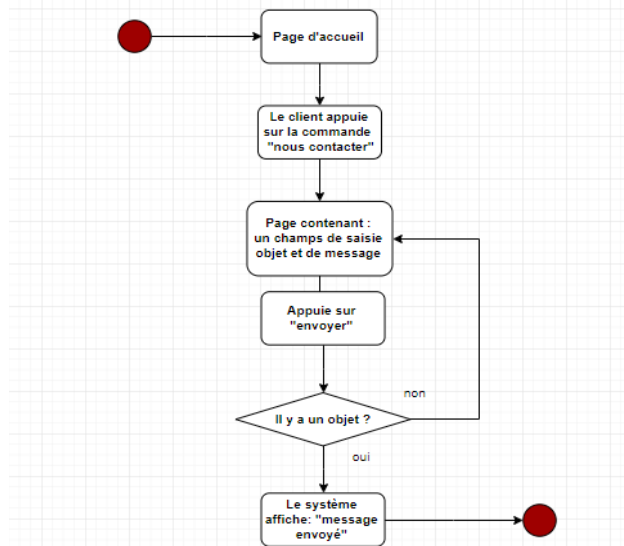 Page d'accueil
Le client appuie
sur la commande
"nous contacter"
Page contenant :
un champs de saisie
objet et de message
Appuie sur
"envoyer"
non
Il y a un objet ?
oui
Le système
affiche: "message
envoyé"